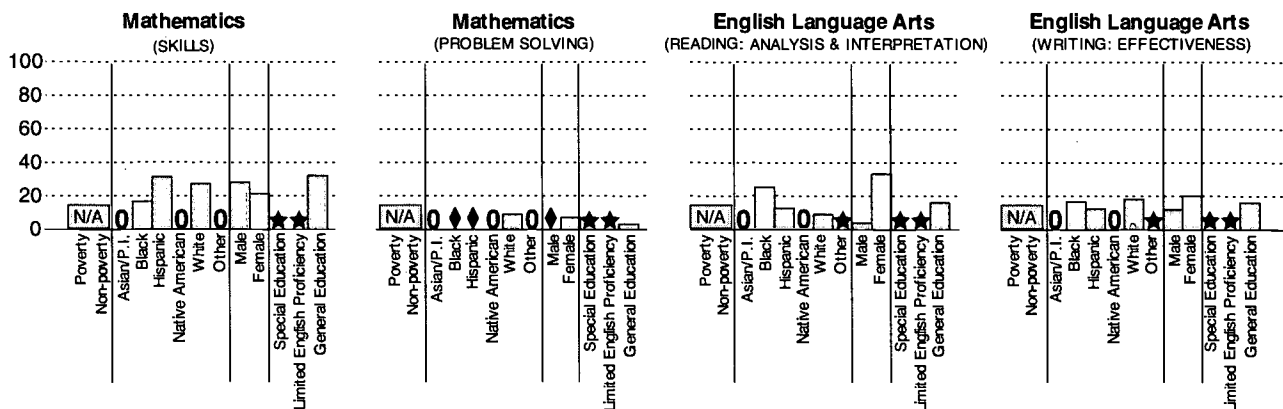 Mathematics
(SKILLS)
Mathematics
(PROBLEM SOLVING)
English Language Arts
(READING: ANALYSIS & INTERPRETATION)
English Language Arts
(WRITING: EFFECTIVENESS)
100
80
60
40
20
0
N/A 0 0 0
N/A 0 0 0
N/A 0 0
N/A 0 0
Poverty
Non-poverty
Asian/P.I.
Black
Hispanic
Native American
White
Other
Male
Female
Special Education
Limited English Proficiency
General Education
Poverty
Non-poverty
Asian/P.I.
Black
Hispanic
Native American
White
Other
Male
Female
Special Education
Limited English Proficiency
General Education
Poverty
Non-poverty
Asian/P.I.
Black
Hispanic
Native American
White
Other
Male
Female
Special Education
Limited English Proficiency
General Education
Poverty
Non-poverty
Asian/P.I.
Black
Hispanic
Native American
White
Other
Male
Female
Special Education
Limited English Proficiency
General Education